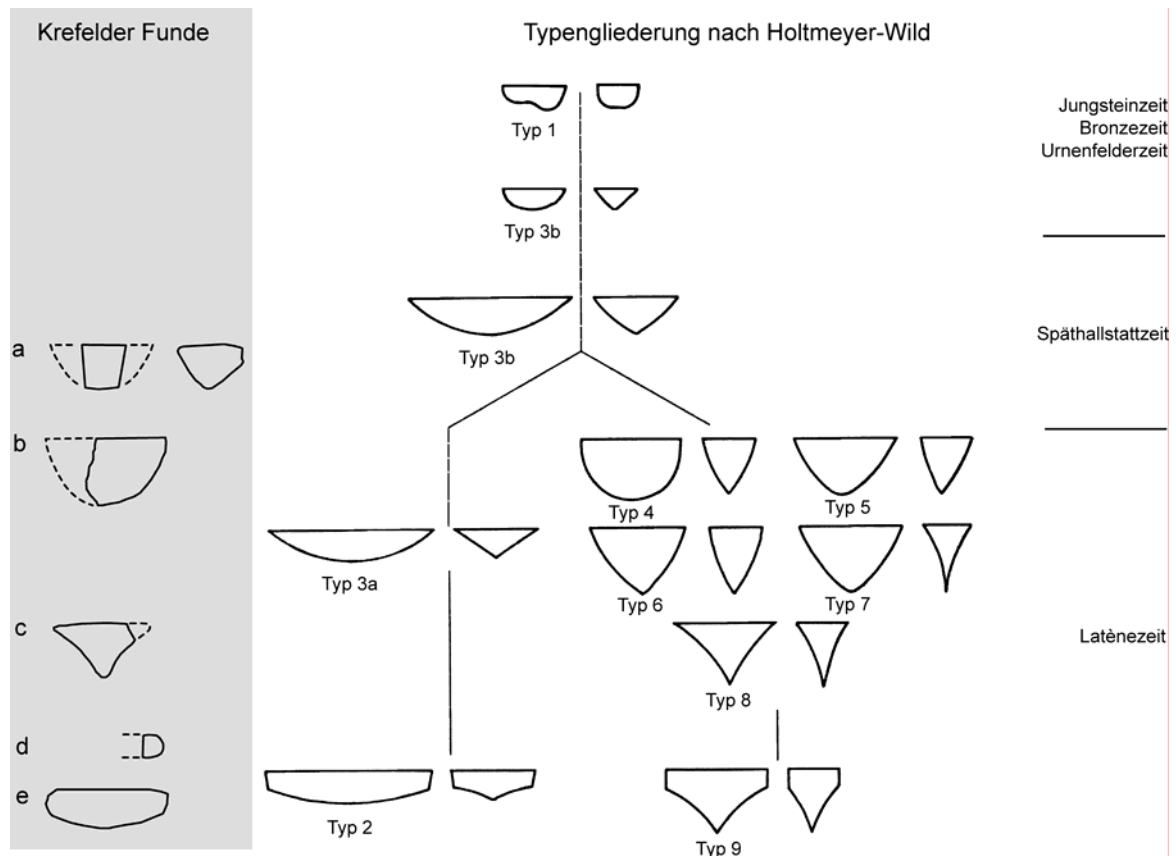 Krefelder Funde
Typengliederung nach Holtmeyer-Wild
Typ 1
Jungsteinzeit
Bronzezeit
Urnenfelderzeit
Typ 3b
Typ 3b
Späthallstattzeit
a
b
Typ 4
Typ 5
Typ 3a
Typ 6
Typ 7
c
Latènezeit
Typ 8
d
e
Typ 2
Typ 9